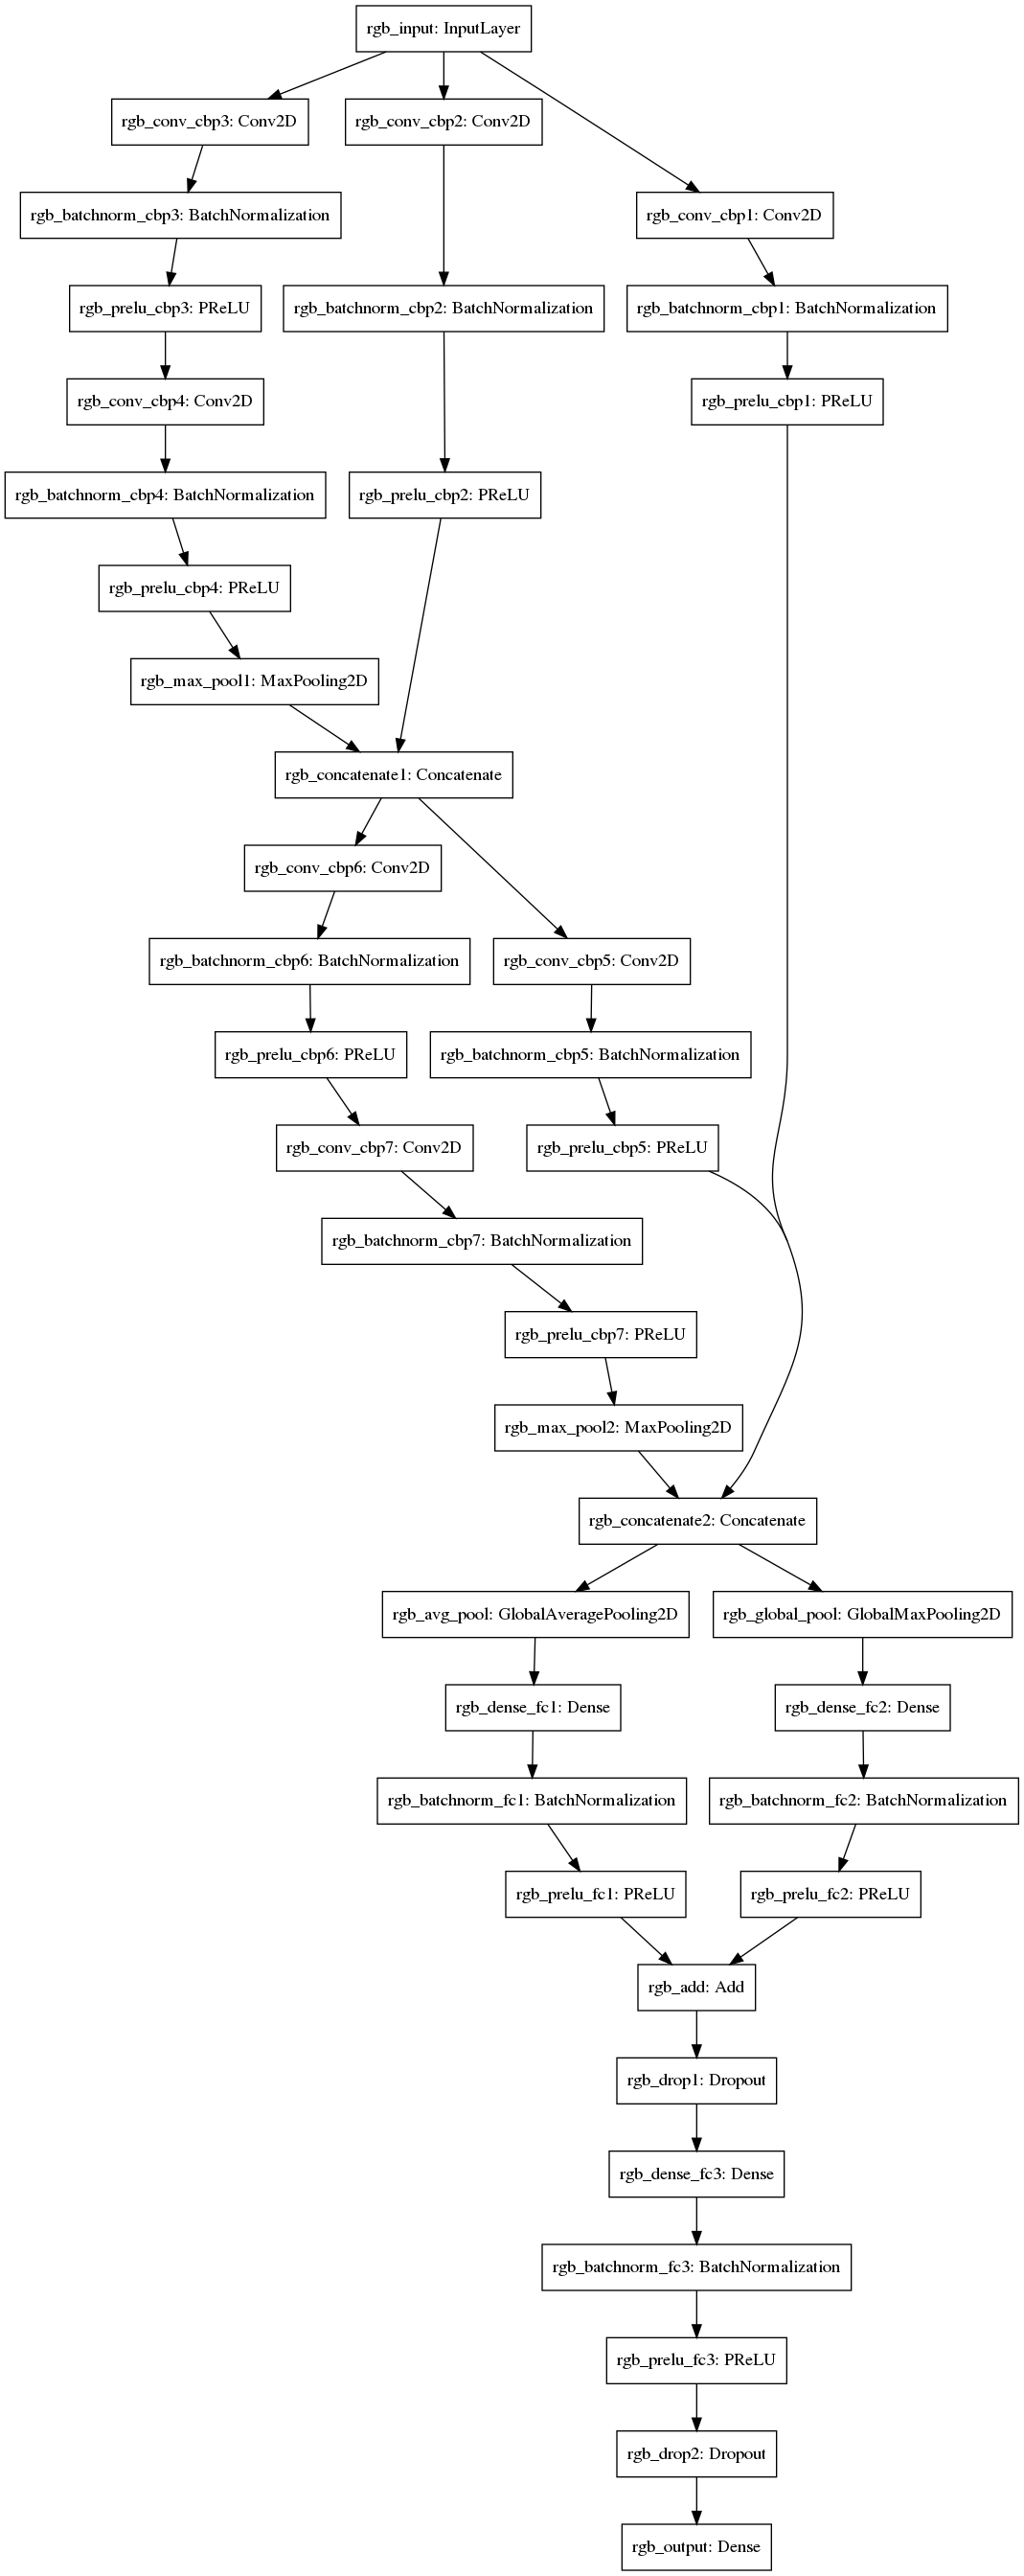 rgb_input: InputLayer
rgb_conv_cbp3: Conv2D
rgb_conv_cbp2: Conv2D
rgb_batchnorm_cbp3: BatchNormalization
rgb_conv_cbp1: Conv2D
rgb_prelu_cbp3: PReLU
rgb_batchnorm_cbp2: BatchNormalization
rgb_batchnorm_cbp1: BatchNormalization
rgb_conv_cbp4: Conv2D
rgb_prelu_cbp1: PReLU
rgb_batchnorm_cbp4: BatchNormalization
rgb_prelu_cbp2: PReLU
rgb_prelu_cbp4: PReLU
rgb_max_pool1: MaxPooling2D
rgb_concatenate1: Concatenate
rgb_conv_cbp6: Conv2D
rgb_batchnorm_cbp6: BatchNormalization
rgb_conv_cbp5: Conv2D
rgb_prelu_cbp6: PReLU
rgb_batchnorm_cbp5: BatchNormalization
rgb_conv_cbp7: Conv2D
rgb_prelu_cbp5: PReLU
rgb_batchnorm_cbp7: BatchNormalization
rgb_prelu_cbp7: PReLU
rgb_max_pool2: MaxPooling2D
rgb_concatenate2: Concatenate
rgb_avg_pool: GlobalAveragePooling2D
rgb_global_pool: GlobalMaxPooling2D
rgb_dense_fc1: Dense
rgb_dense_fc2: Dense
rgb_batchnorm_fc1: BatchNormalization
rgb_batchnorm_fc2: BatchNormalization
rgb_prelu_fc1: PReLU
rgb_prelu_fc2: PReLU
rgb_add: Add
rgb_drop1: Dropout
rgb_dense_fc3: Dense
rgb_batchnorm_fc3: BatchNormalization
rgb_prelu_fc3: PReLU
rgb_drop2: Dropout
rgb_output: Dense